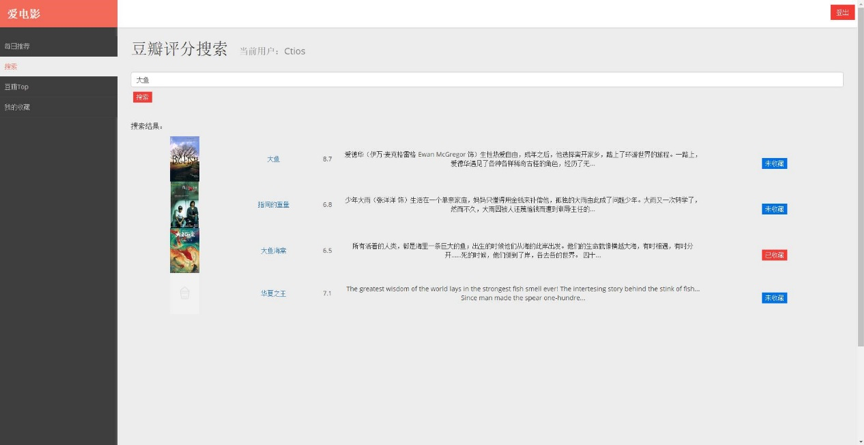 爱电影
登出
每日推荐
搜索
豆瓣Top
我的收藏
豆瓣评分搜索 当前用户：Ctios
大鱼
搜索
搜索结果：
大鱼 8.7
爱德华（伊万·麦克格雷格 Ewan McGregor 饰）生性热爱自由，成年之后，他选择离开家乡，踏上了环游世界的旅程。一路上，
爱德华遇见了各种各样稀奇古怪的角色，经历了无...
未收藏
指间的重量 6.8
少年大雨（张洋洋 饰）生活在一个单亲家庭，妈妈只懂得用金钱来补偿他，孤独的大雨由此成了问题少年。大雨又一次转学了，
然而不久，大雨因被人还蔑偷钱而遭到教导主任的...
未收藏
大鱼海棠 6.5
所有活着的人类，都是海里一条巨大的鱼；出生的时候他们从海的此岸出发。他们的生命就像横越大海，有时相遇，有时分
开……死的时候，他们便到了岸，各去各的世界。 四十...
已收藏
华夏之王 7.1
The greatest wisdom of the world lays in the strongest fish smell ever! The intertesing story behind the stink of fish...
Since man made the spear one-hundre...
未收藏